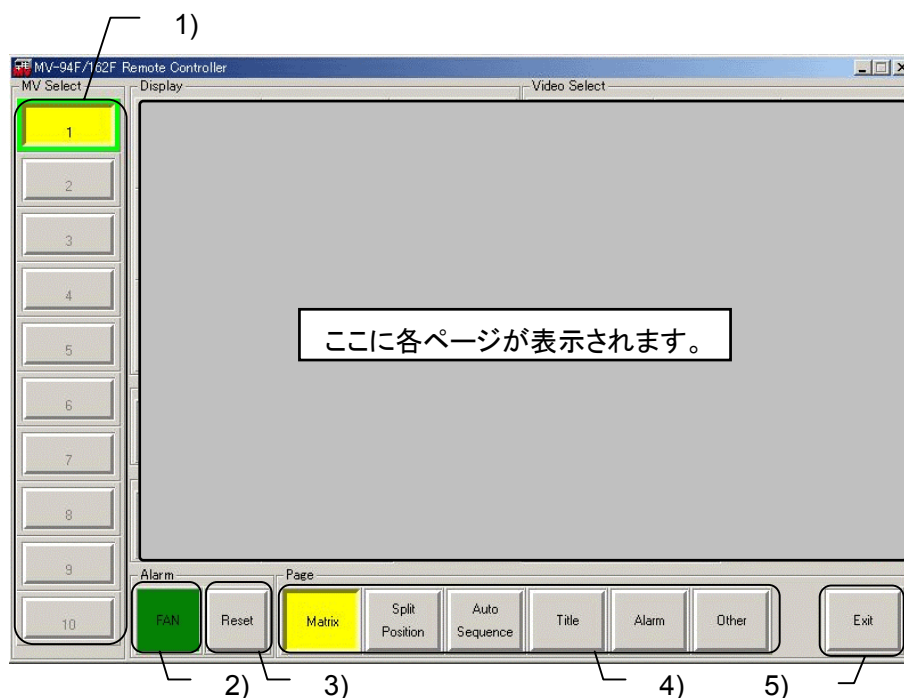 1)
MV-94F/162F Remote Controller
MV Select
Display
Video Select
1
2
3
4
5
6
7
8
9
10
ここに各ページが表示されます。
Alarm
Page
FAN
Reset
Matrix
Split
Position
Auto
Sequence
Title
Alarm
Other
Exit
2)
3)
4)
5)